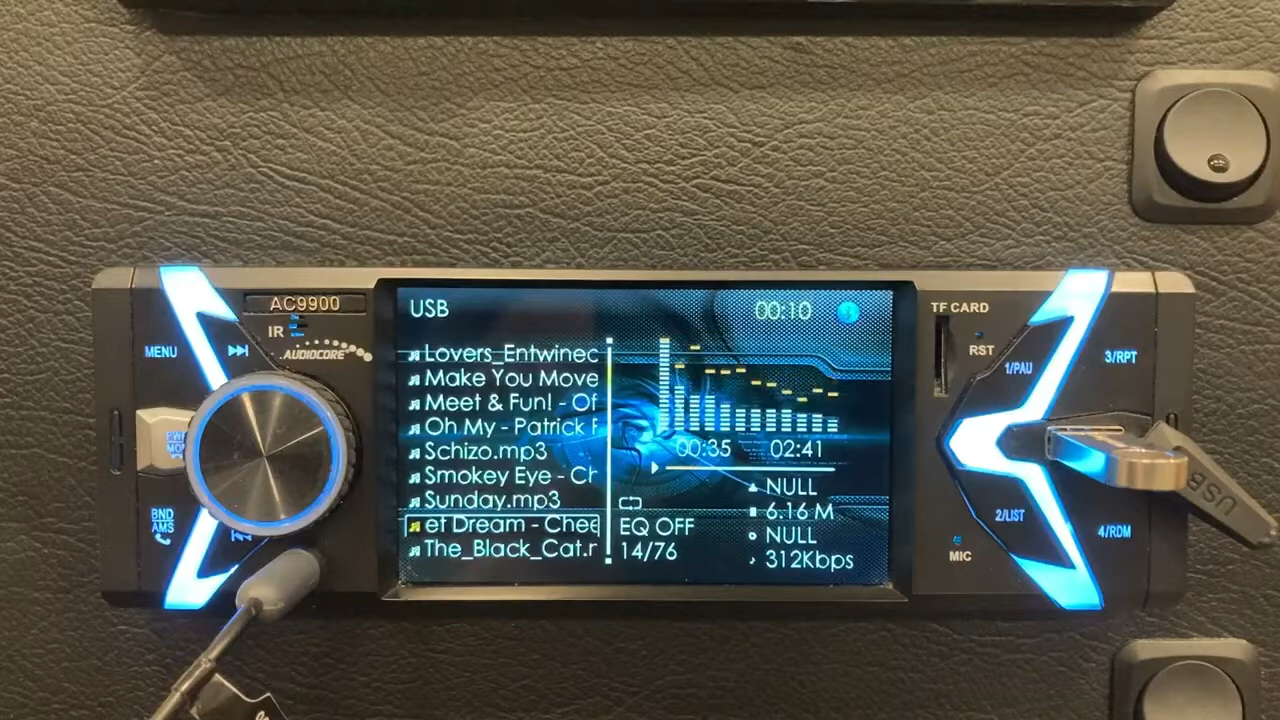 AC9900
IR
AUDIOCORE
MENU
BND
AMS
USB
00:10
Lovers_Entwinec
Make You Move
Meet & Fun! - Of
Oh My - Patrick F
Schizo.mp3
Smokey Eye - Ch
Sunday.mp3
et Dream - Chee
The_Black_Cat.r
00:35
02:41
EQ OFF
14/76
NULL
6.16 M
NULL
312Kbps
TF CARD
RST
1/PAU
3/RPT
2/LIST
4/RDM
MIC
USB